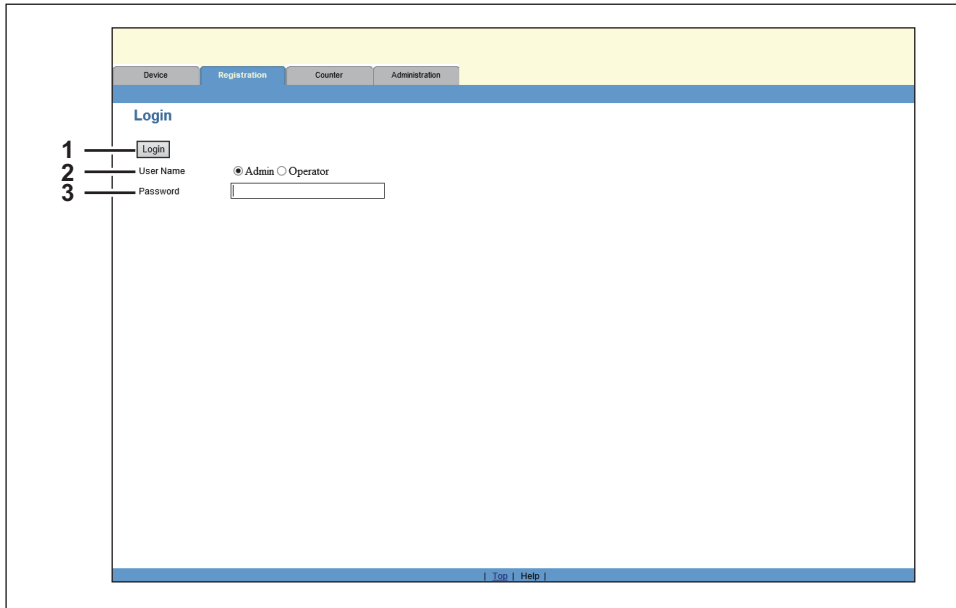 Device Registration Counter Administration
Login
1 Login
2 User Name Admin Operator
3 Password
| Top | Help |